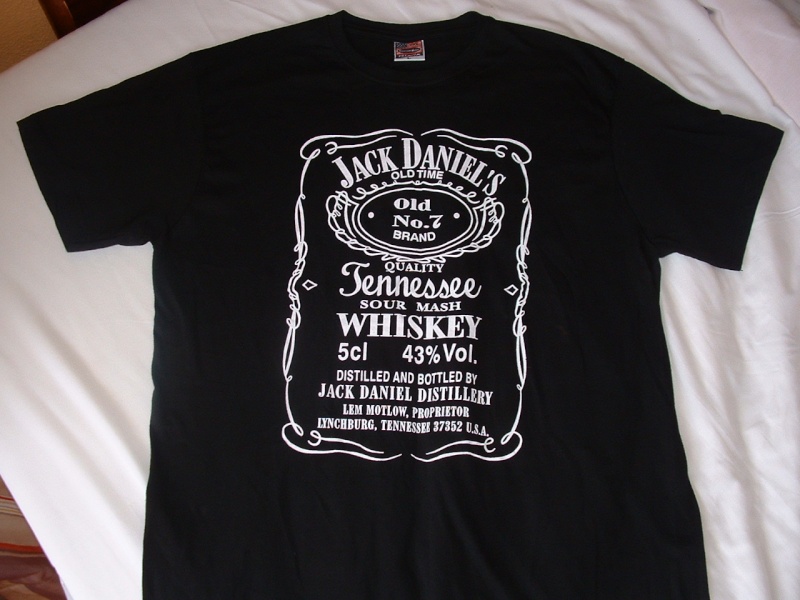 JACK DANIEL'S
OLD TIME
Old
No.7
BRAND
QUALITY
Tennessee
SOUR MASH
WHISKEY
5cl 43% Vol.
DISTILLED AND BOTTLED BY
JACK DANIEL DISTILLERY
LEM MOTLOW, PROPRIETOR
LYNCHBURG, TENNESSEE 37352 U.S.A.